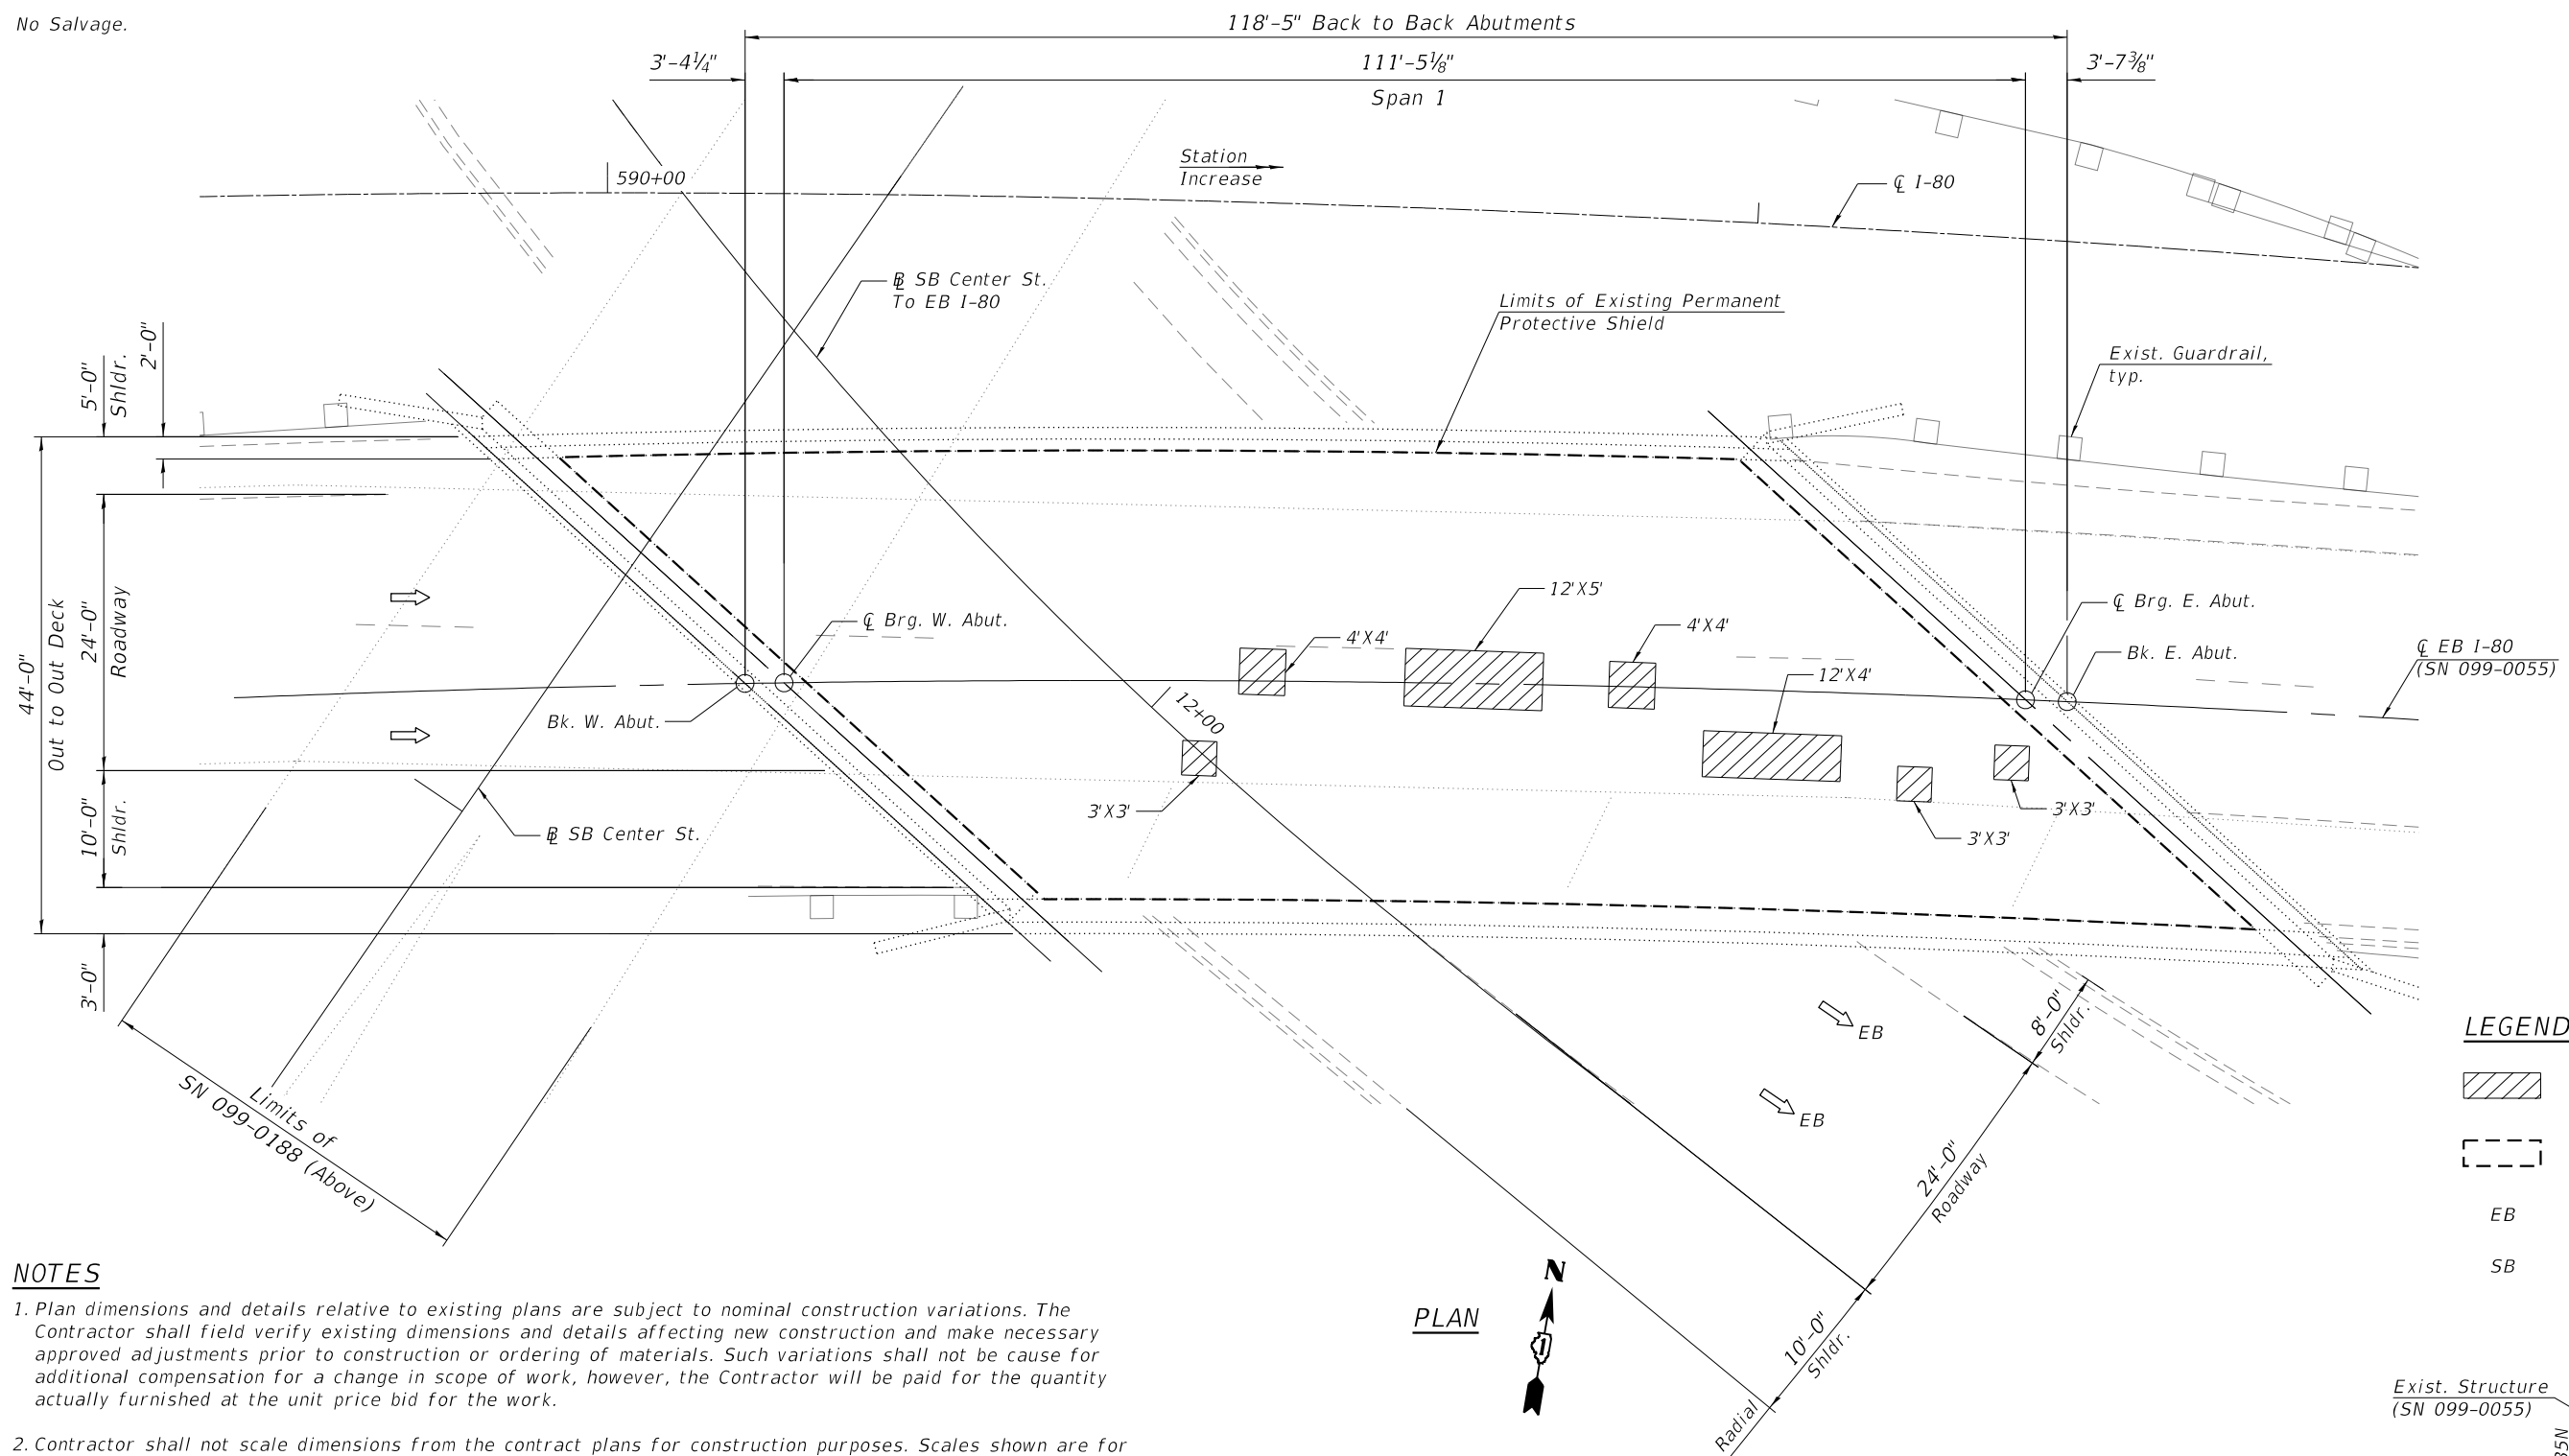 No Salvage.
118'-5" Back to Back Abutments
3'-4¼"
111'-5⅛"
3'-7⅜"
Span 1
Station
Increase
590+00
℄ I-80
BL SB Center St.
To EB I-80
Limits of Existing Permanent
Protective Shield
Exist. Guardrail,
typ.
2'-0"
5'-0"
Shldr.
44'-0"
Out to Out Deck
24'-0"
Roadway
10'-0"
Shldr.
3'-0"
℄ Brg. W. Abut.
Bk. W. Abut.
BL SB Center St.
4'X4'
12'X5'
4'X4'
12'X4'
12+00
3'X3'
3'X3'
3'X3'
℄ Brg. E. Abut.
Bk. E. Abut.
℄ EB I-80
(SN 099-0055)
Limits of
SN 099-0188 (Above)
EB
EB
8'-0"
Shldr.
24'-0"
Roadway
10'-0"
Shldr.
Radial
LEGEND
EB
SB
NOTES
1. Plan dimensions and details relative to existing plans are subject to nominal construction variations. The
Contractor shall field verify existing dimensions and details affecting new construction and make necessary
approved adjustments prior to construction or ordering of materials. Such variations shall not be cause for
additional compensation for a change in scope of work, however, the Contractor will be paid for the quantity
actually furnished at the unit price bid for the work.
2. Contractor shall not scale dimensions from the contract plans for construction purposes. Scales shown are for
PLAN
N
1
Exist. Structure
(SN 099-0055)